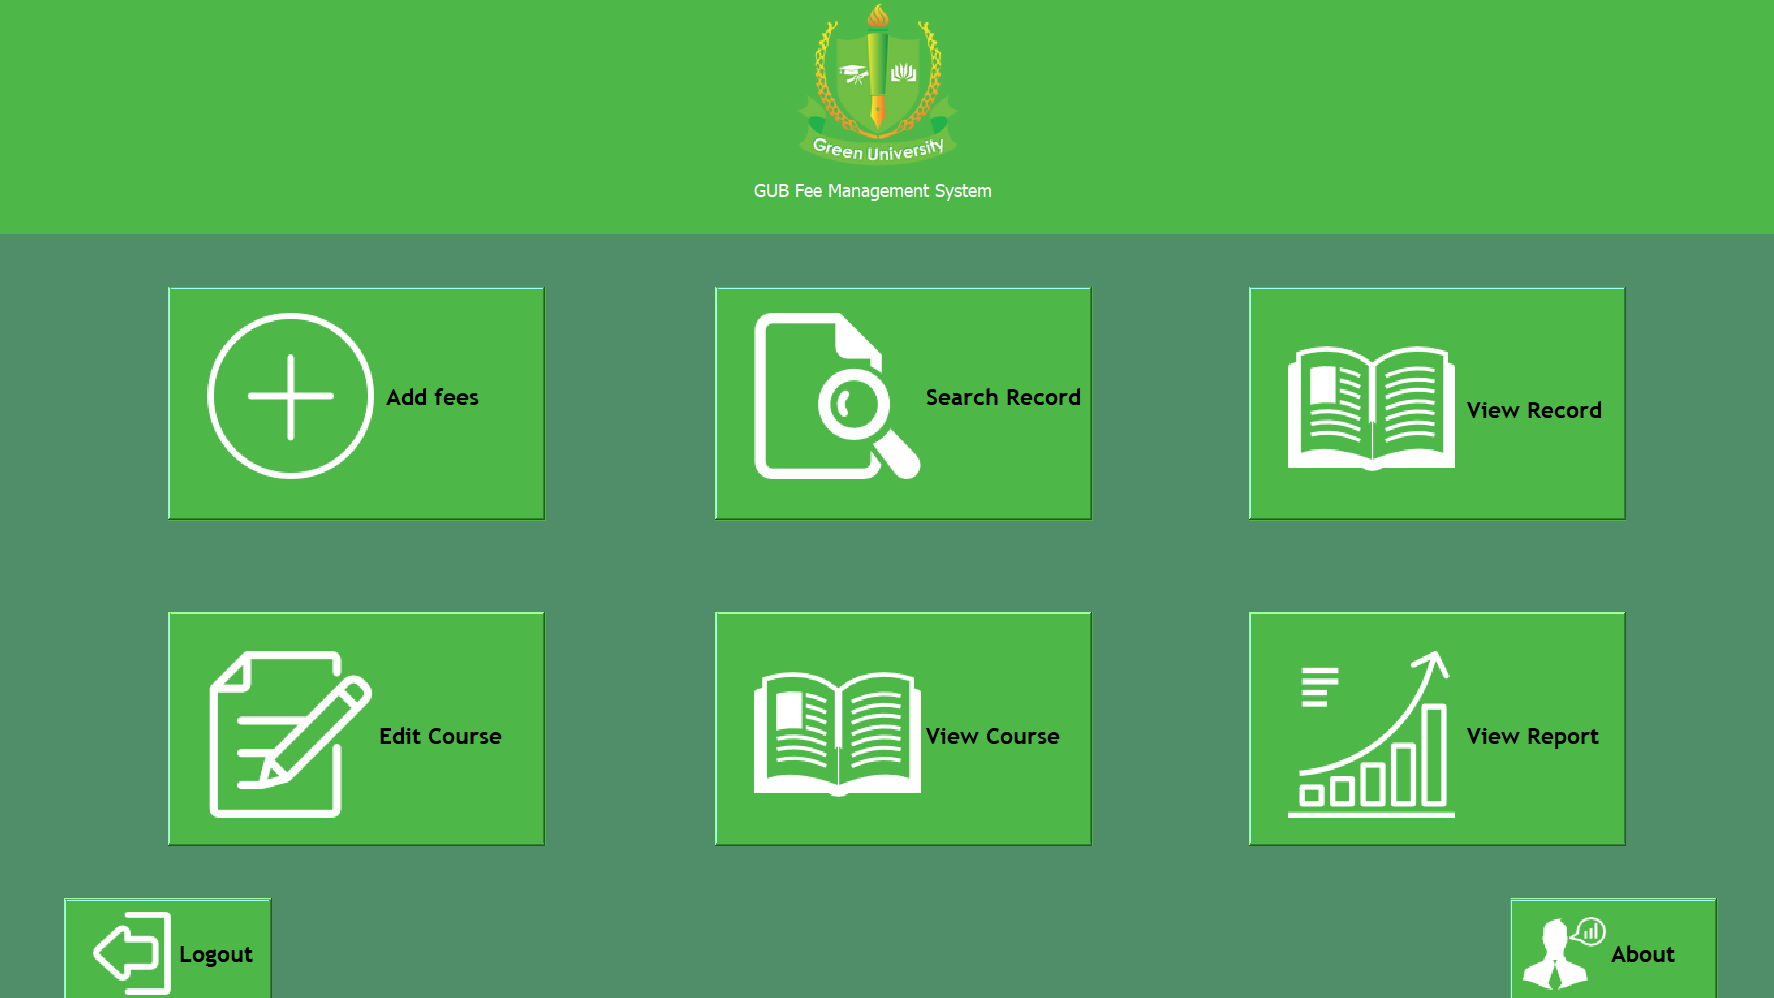 Green University
GUB Fee Management System
Add fees
Search Record
View Record
Edit Course
View Course
View Report
Logout
About